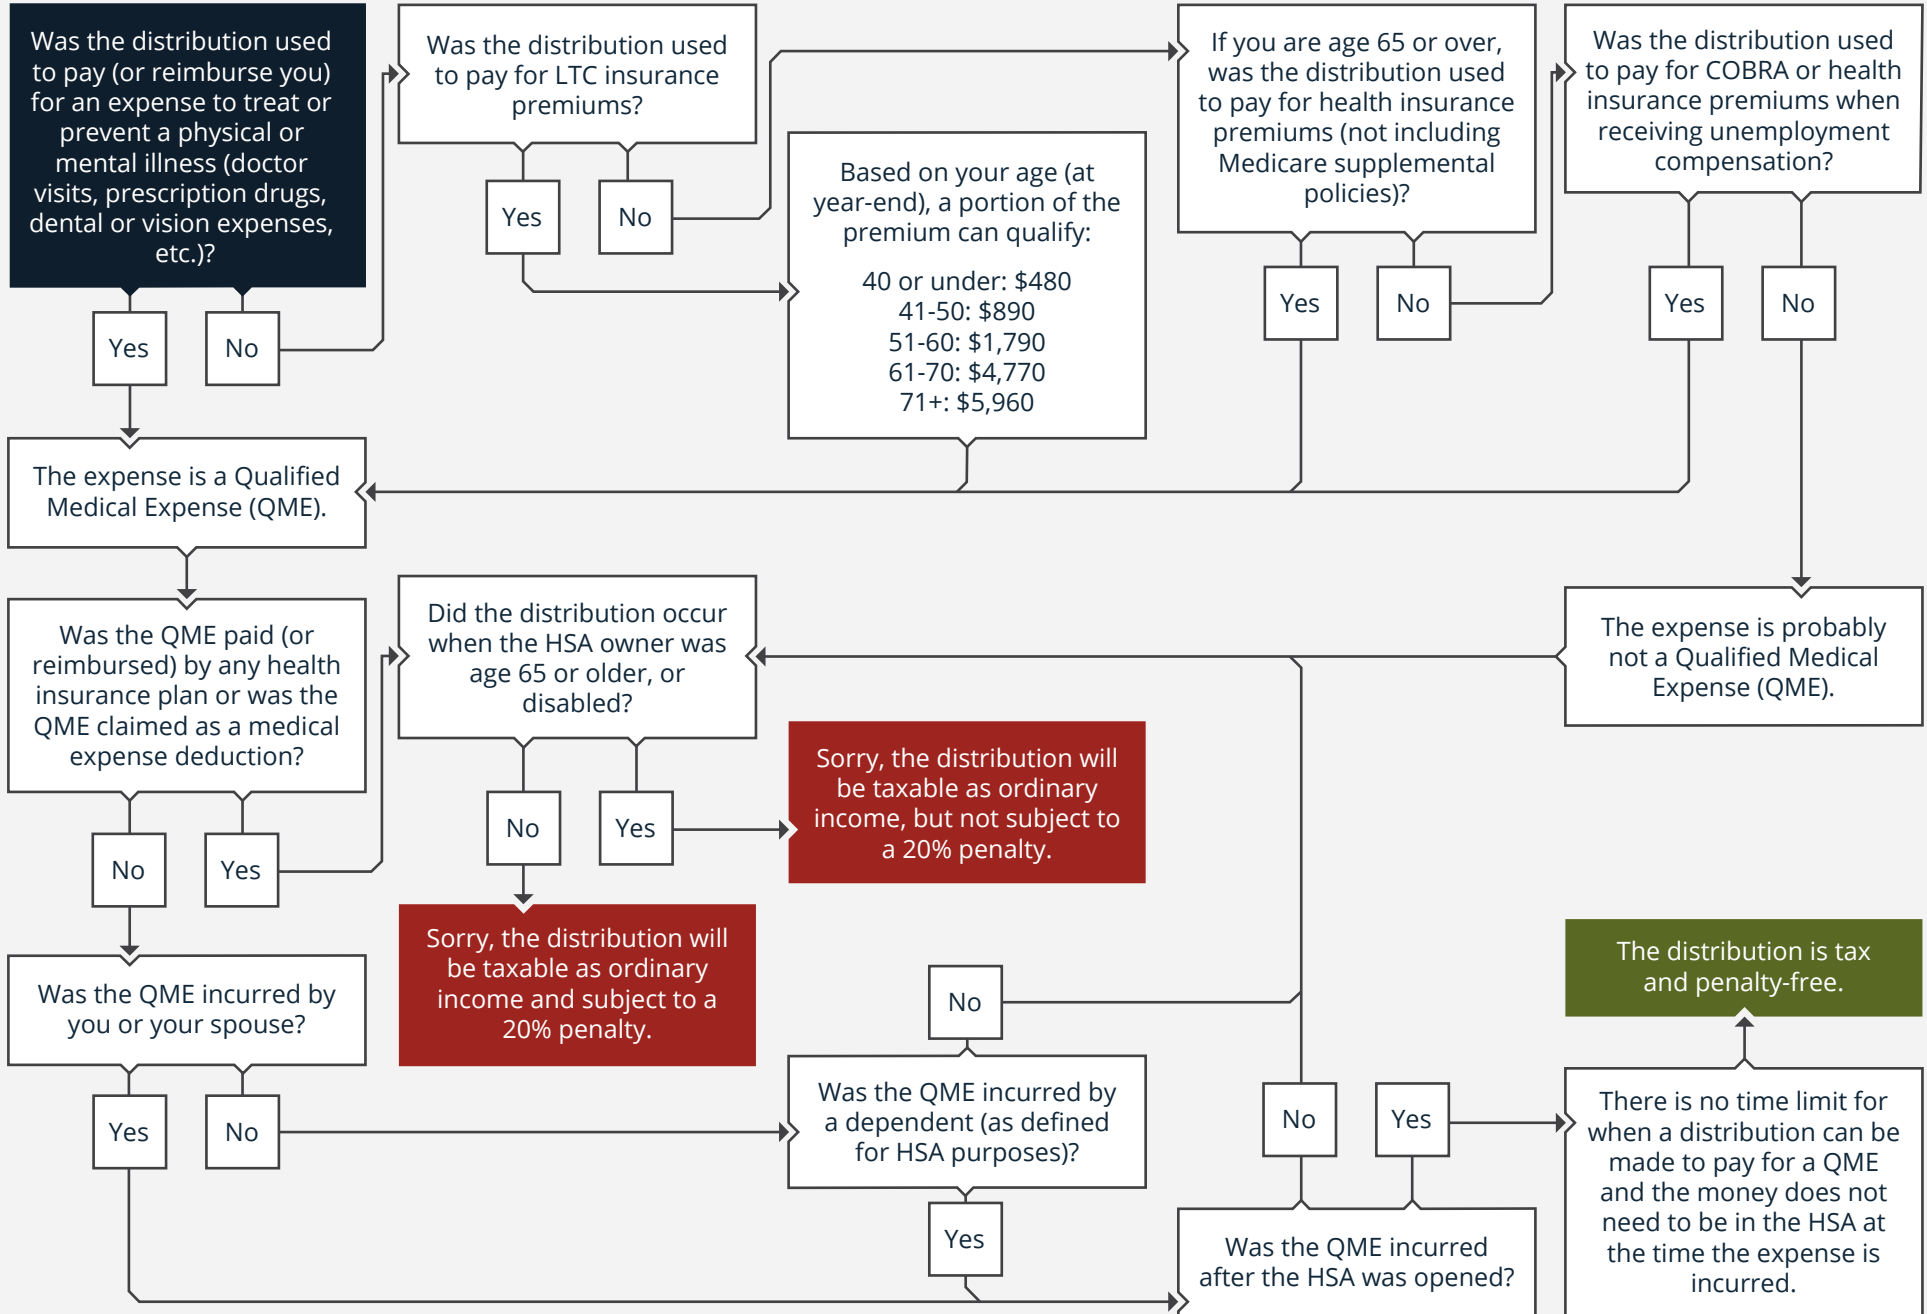 Was the distribution used
to pay (or reimburse you)
for an expense to treat or
prevent a physical or
mental illness (doctor
visits, prescription drugs,
dental or vision expenses,
etc.)?
Yes
No
Was the distribution used
to pay for LTC insurance
premiums?
Yes
No
Based on your age (at
year-end), a portion of the
premium can qualify:
40 or under: $480
41-50: $890
51-60: $1,790
61-70: $4,770
71+: $5,960
If you are age 65 or over,
was the distribution used
to pay for health insurance
premiums (not including
Medicare supplemental
policies)?
Yes
No
Was the distribution used
to pay for COBRA or health
insurance premiums when
receiving unemployment
compensation?
Yes
No
The expense is a Qualified
Medical Expense (QME).
Was the QME paid (or
reimbursed) by any health
insurance plan or was the
QME claimed as a medical
expense deduction?
No
Yes
Did the distribution occur
when the HSA owner was
age 65 or older, or
disabled?
No
Yes
Sorry, the distribution will
be taxable as ordinary
income, but not subject to
a 20% penalty.
Sorry, the distribution will
be taxable as ordinary
income and subject to a
20% penalty.
The expense is probably
not a Qualified Medical
Expense (QME).
Was the QME incurred by
you or your spouse?
Yes
No
No
Was the QME incurred by
a dependent (as defined
for HSA purposes)?
Yes
No
Yes
Was the QME incurred
after the HSA was opened?
The distribution is tax
and penalty-free.
There is no time limit for
when a distribution can be
made to pay for a QME
and the money does not
need to be in the HSA at
the time the expense is
incurred.